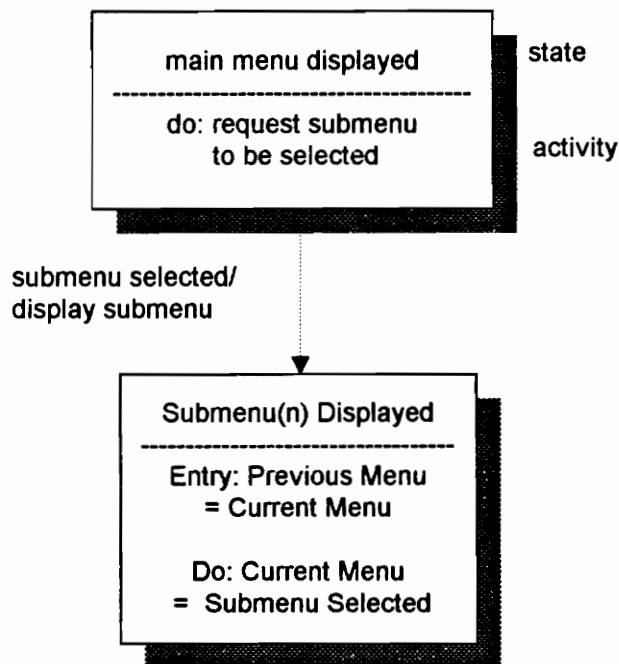 main menu displayed
state
do: request submenu
to be selected
activity
submenu selected/
display submenu
Submenu(n) Displayed
Entry: Previous Menu
= Current Menu
Do: Current Menu
= Submenu Selected